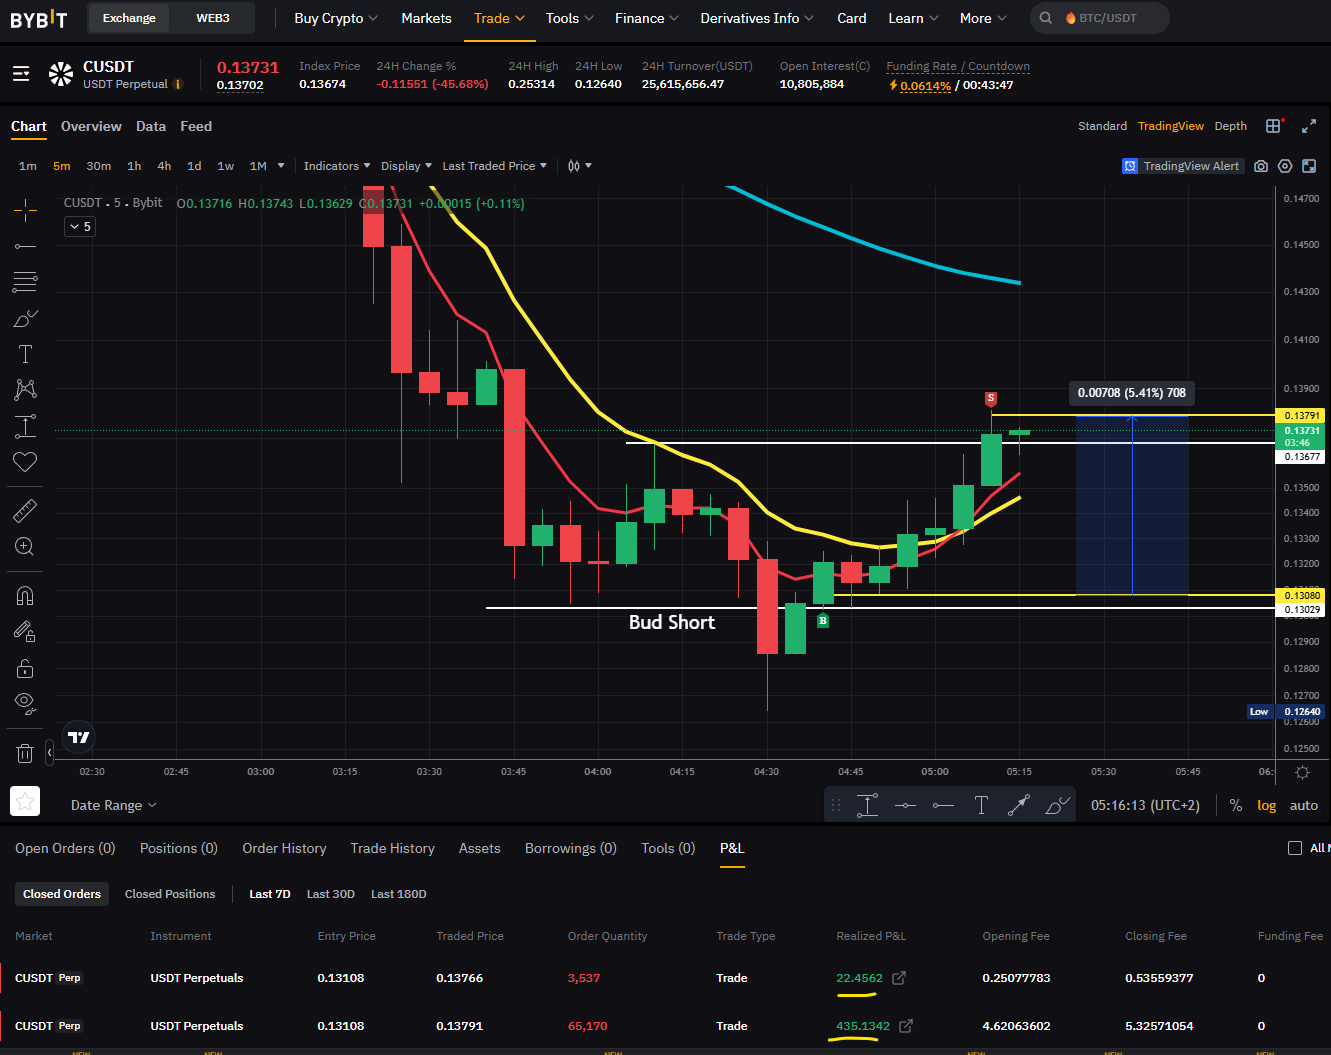 BYBIT Exchange WEB3 Buy Crypto Markets Trade Tools Finance Derivatives Info Card Learn More BTC/USDT
CUSDT 0.13731 Index Price 24H Change % 24H High 24H Low 24H Turnover(USDT) Open Interest(C) Funding Rate / Countdown
USDT Perpetual 0.13702 0.13674 -0.11551 (-45.68%) 0.25314 0.12640 25,615,656.47 10,805,884 0.0614% / 00:43:47
Chart Overview Data Feed Standard TradingView Depth
1m 5m 30m 1h 4h 1d 1w 1M Indicators Display Last Traded Price TradingView Alert
CUSDT · 5 · Bybit O0.13716 H0.13743 L0.13629 C0.13731 +0.00015 (+0.11%)
5
0.14700
0.14500
0.14300
0.14100
0.13900
0.00708 (5.41%) 708
S
0.13791
0.13731
03:46
0.13677
0.13500
0.13400
0.13300
0.13200
0.13080
0.13029
Bud Short
B
0.12900
0.12800
0.12700
Low 0.12640
0.12600
0.12500
02:30 02:45 03:00 03:15 03:30 03:45 04:00 04:15 04:30 04:45 05:00 05:15 05:30 05:45 06:
Date Range 05:16:13 (UTC+2) % log auto
Open Orders (0) Positions (0) Order History Trade History Assets Borrowings (0) Tools (0) P&L All
Closed Orders Closed Positions Last 7D Last 30D Last 180D
Market Instrument Entry Price Traded Price Order Quantity Trade Type Realized P&L Opening Fee Closing Fee Funding Fee
CUSDT Perp USDT Perpetuals 0.13108 0.13766 3,537 Trade 22.4562 0.25077783 0.53559377 0
CUSDT Perp USDT Perpetuals 0.13108 0.13791 65,170 Trade 435.1342 4.62063602 5.32571054 0